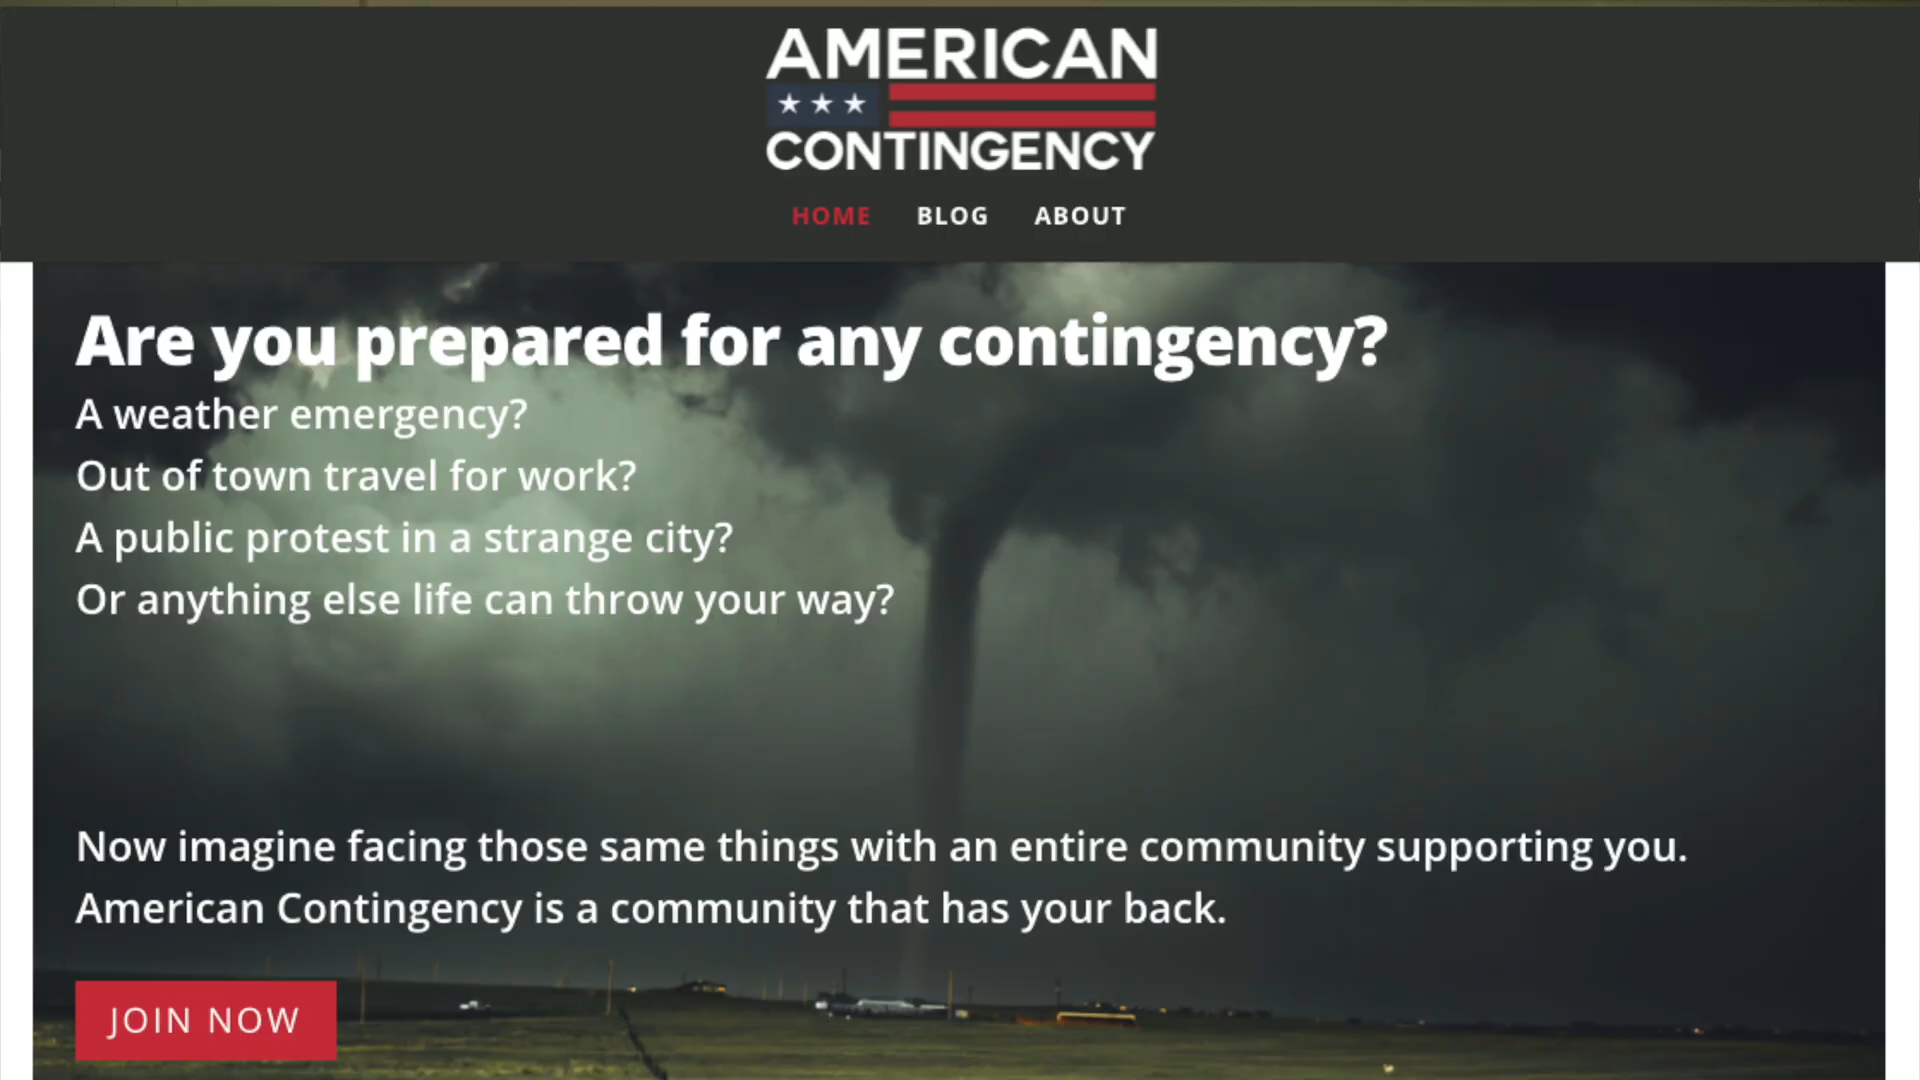 AMERICAN
CONTINGENCY
HOME BLOG ABOUT
Are you prepared for any contingency?
A weather emergency?
Out of town travel for work?
A public protest in a strange city?
Or anything else life can throw your way?
Now imagine facing those same things with an entire community supporting you.
American Contingency is a community that has your back.
JOIN NOW